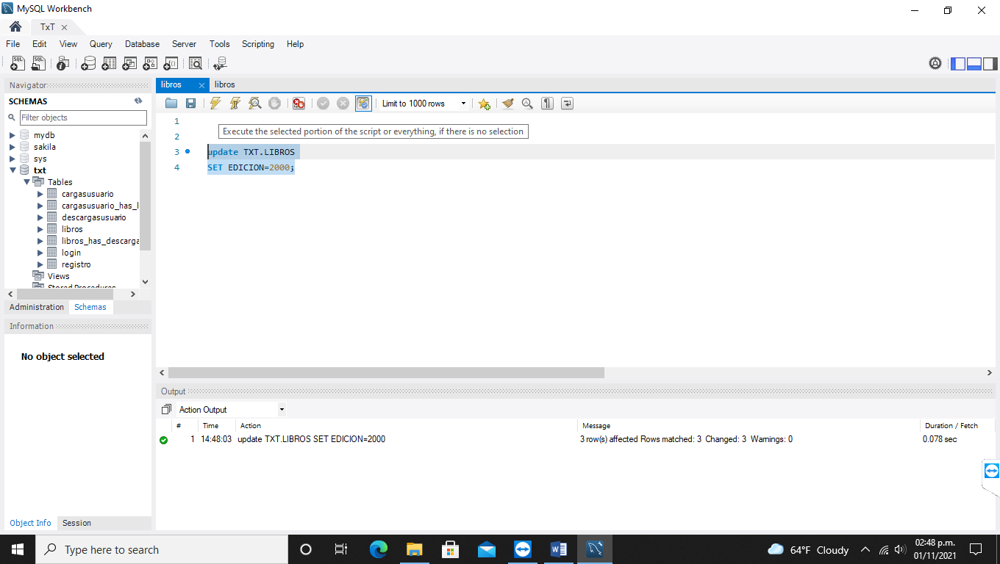 MySQL Workbench
TxT
File Edit View Query Database Server Tools Scripting Help
Navigator
SCHEMAS
Filter objects
mydb
sakila
sys
txt
Tables
cargasusuario
cargasusuario_has_l
descargasusuario
libros
libros_has_descarga
login
registro
Views
Stored Procedures
Administration Schemas
Information
No object selected
Object Info Session
libros libros
Limit to 1000 rows
1
2
Execute the selected portion of the script or everything, if there is no selection
3 update TXT.LIBROS
4 SET EDICION=2000;
Output
Action Output
# Time Action Message Duration / Fetch
1 14:48:03 update TXT.LIBROS SET EDICION=2000 3 row(s) affected Rows matched: 3 Changed: 3 Warnings: 0 0.078 sec
Type here to search
64°F Cloudy
02:48 p.m.
01/11/2021